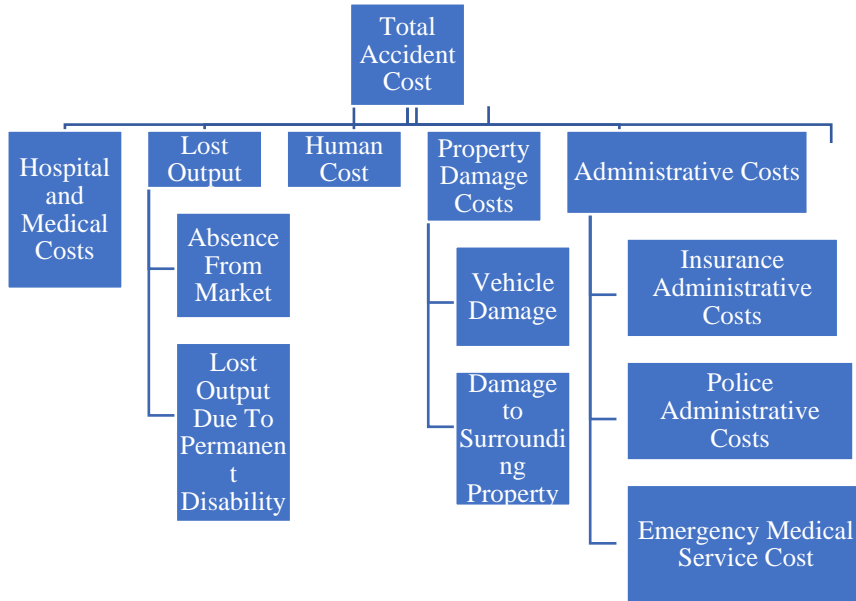 Total
Accident
Cost
Hospital
and
Medical
Costs
Lost
Output
Absence
From
Market
Lost
Output
Due To
Permanen
t
Disability
Human
Cost
Property
Damage
Costs
Vehicle
Damage
Damage
to
Surroundi
ng
Property
Administrative Costs
Insurance
Administrative
Costs
Police
Administrative
Costs
Emergency Medical
Service Cost